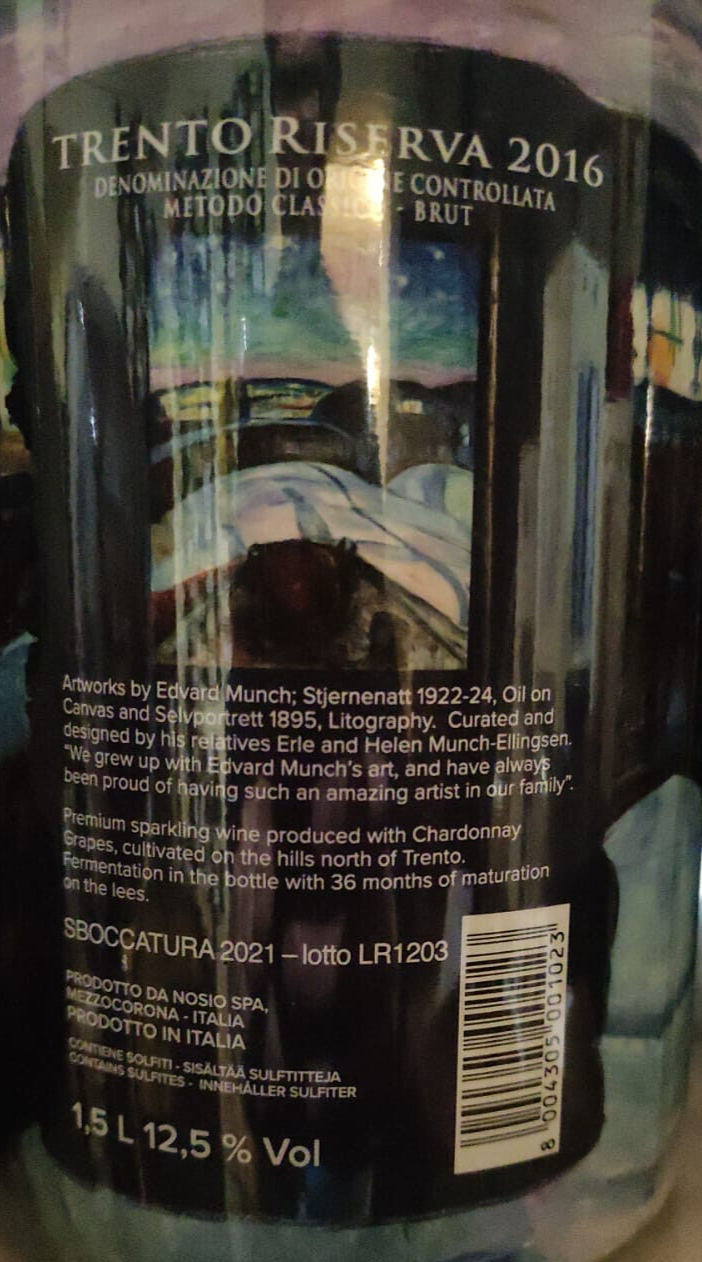 TRENTO RISERVA 2016
DENOMINAZIONE DI ORIGINE CONTROLLATA
METODO CLASSICO - BRUT
Artworks by Edvard Munch; Stjernenatt 1922-24, Oil on
Canvas and Selvportrett 1895, Litography. Curated and
designed by his relatives Erle and Helen Munch-Ellingsen.
"We grew up with Edvard Munch's art, and have always
been proud of having such an amazing artist in our family".
Premium sparkling wine produced with Chardonnay
Grapes, cultivated on the hills north of Trento.
Fermentation in the bottle with 36 months of maturation
on the lees.
SBOCCATURA 2021 – lotto LR1203
PRODOTTO DA NOSIO SPA,
MEZZOCORONA - ITALIA
PRODOTTO IN ITALIA
CONTIENE SOLFITI - SISÄLTÄÄ SULFTITTEJA
CONTAINS SULFITES - INNEHÅLLER SULFITER
1,5 L 12,5 % Vol
8 004305 001023